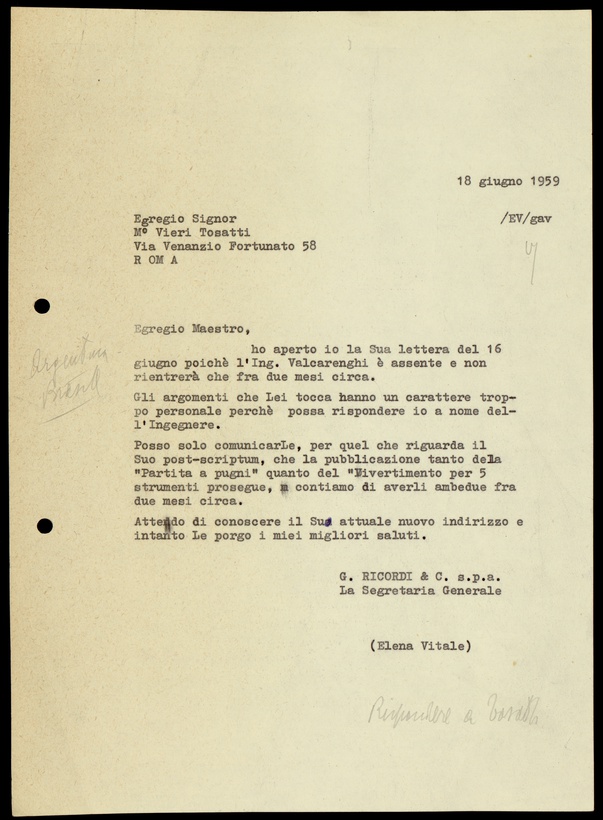 18 giugno 1959
Egregio Signor
/EV/gav
M° Vieri Tosatti
Via Venanzio Fortunato 58
R OM A
Egregio Maestro,
ho aperto io la Sua lettera del 16
giugno poichè l'Ing. Valcarenghi è assente e non
rientrerà che fra due mesi circa.
Argentina
Brasile
Gli argomenti che Lei tocca hanno un carattere trop-
po personale perchè possa rispondere io a nome del-
l'Ingegnere.
Posso solo comunicarLe, per quel che riguarda il
Suo post-scriptum, che la pubblicazione tanto dela
"Partita a pugni" quanto del "Divertimento per 5
strumenti prosegue, contiamo di averli ambedue fra
due mesi circa.
Attendo di conoscere il Suo attuale nuovo indirizzo e
intanto Le porgo i miei migliori saluti.
G. RICORDI & C. s.p.a.
La Segretaria Generale
(Elena Vitale)
Rispondere a Tosatti